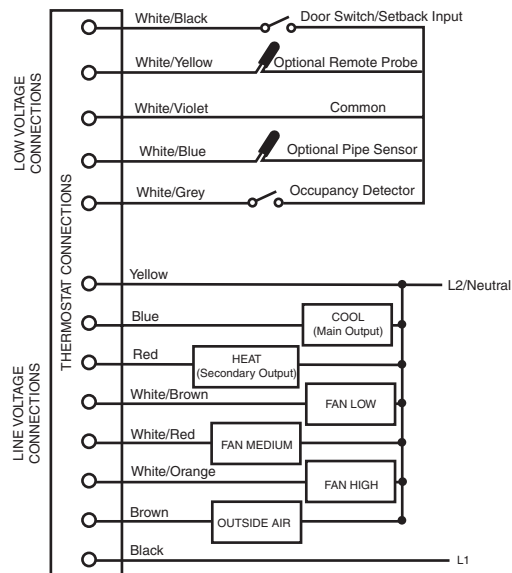 LOW VOLTAGE
CONNECTIONS
LINE VOLTAGE
CONNECTIONS
THERMOSTAT CONNECTIONS
White/Black
Door Switch/Setback Input
White/Yellow
Optional Remote Probe
White/Violet
Common
White/Blue
Optional Pipe Sensor
White/Grey
Occupancy Detector
Yellow
L2/Neutral
Blue
COOL
(Main Output)
Red
HEAT
(Secondary Output)
White/Brown
FAN LOW
White/Red
FAN MEDIUM
White/Orange
FAN HIGH
Brown
OUTSIDE AIR
Black
L1